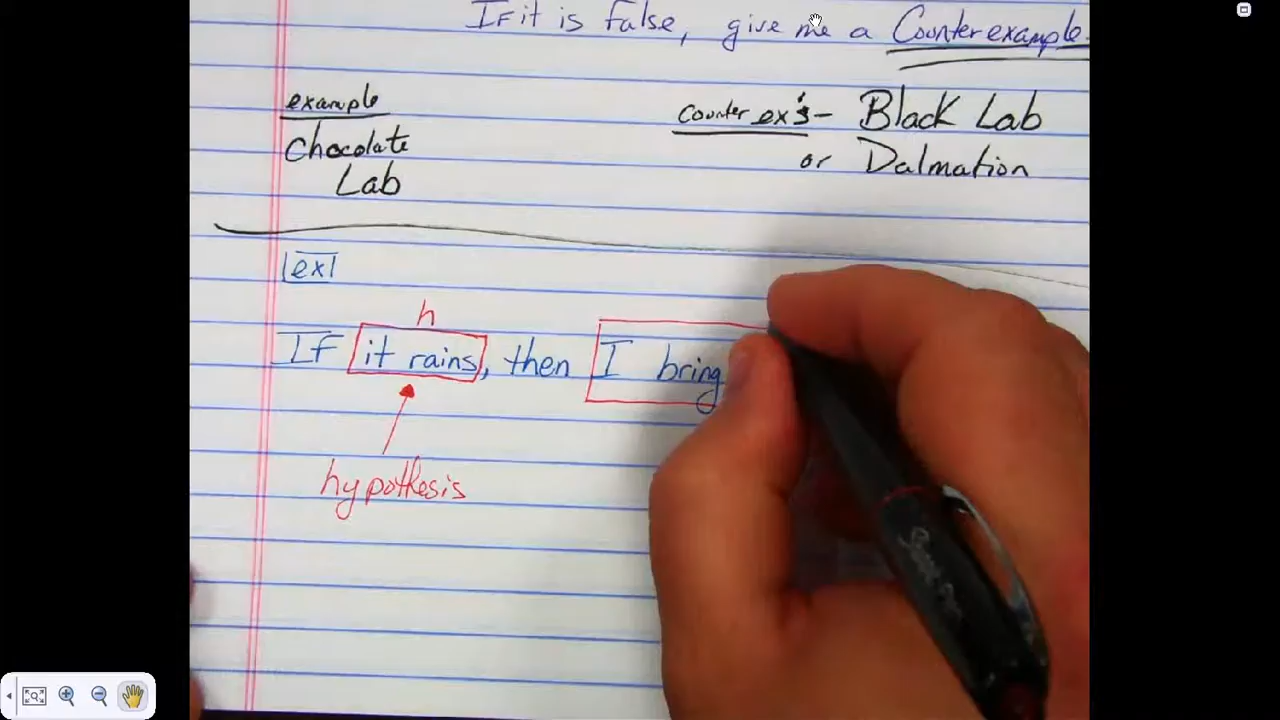 If it is false, give me a Counterexample.
example
Chocolate
Lab
Counter ex's - Black Lab
or Dalmation
ex
h
If it rains, then I bring
hypothesis